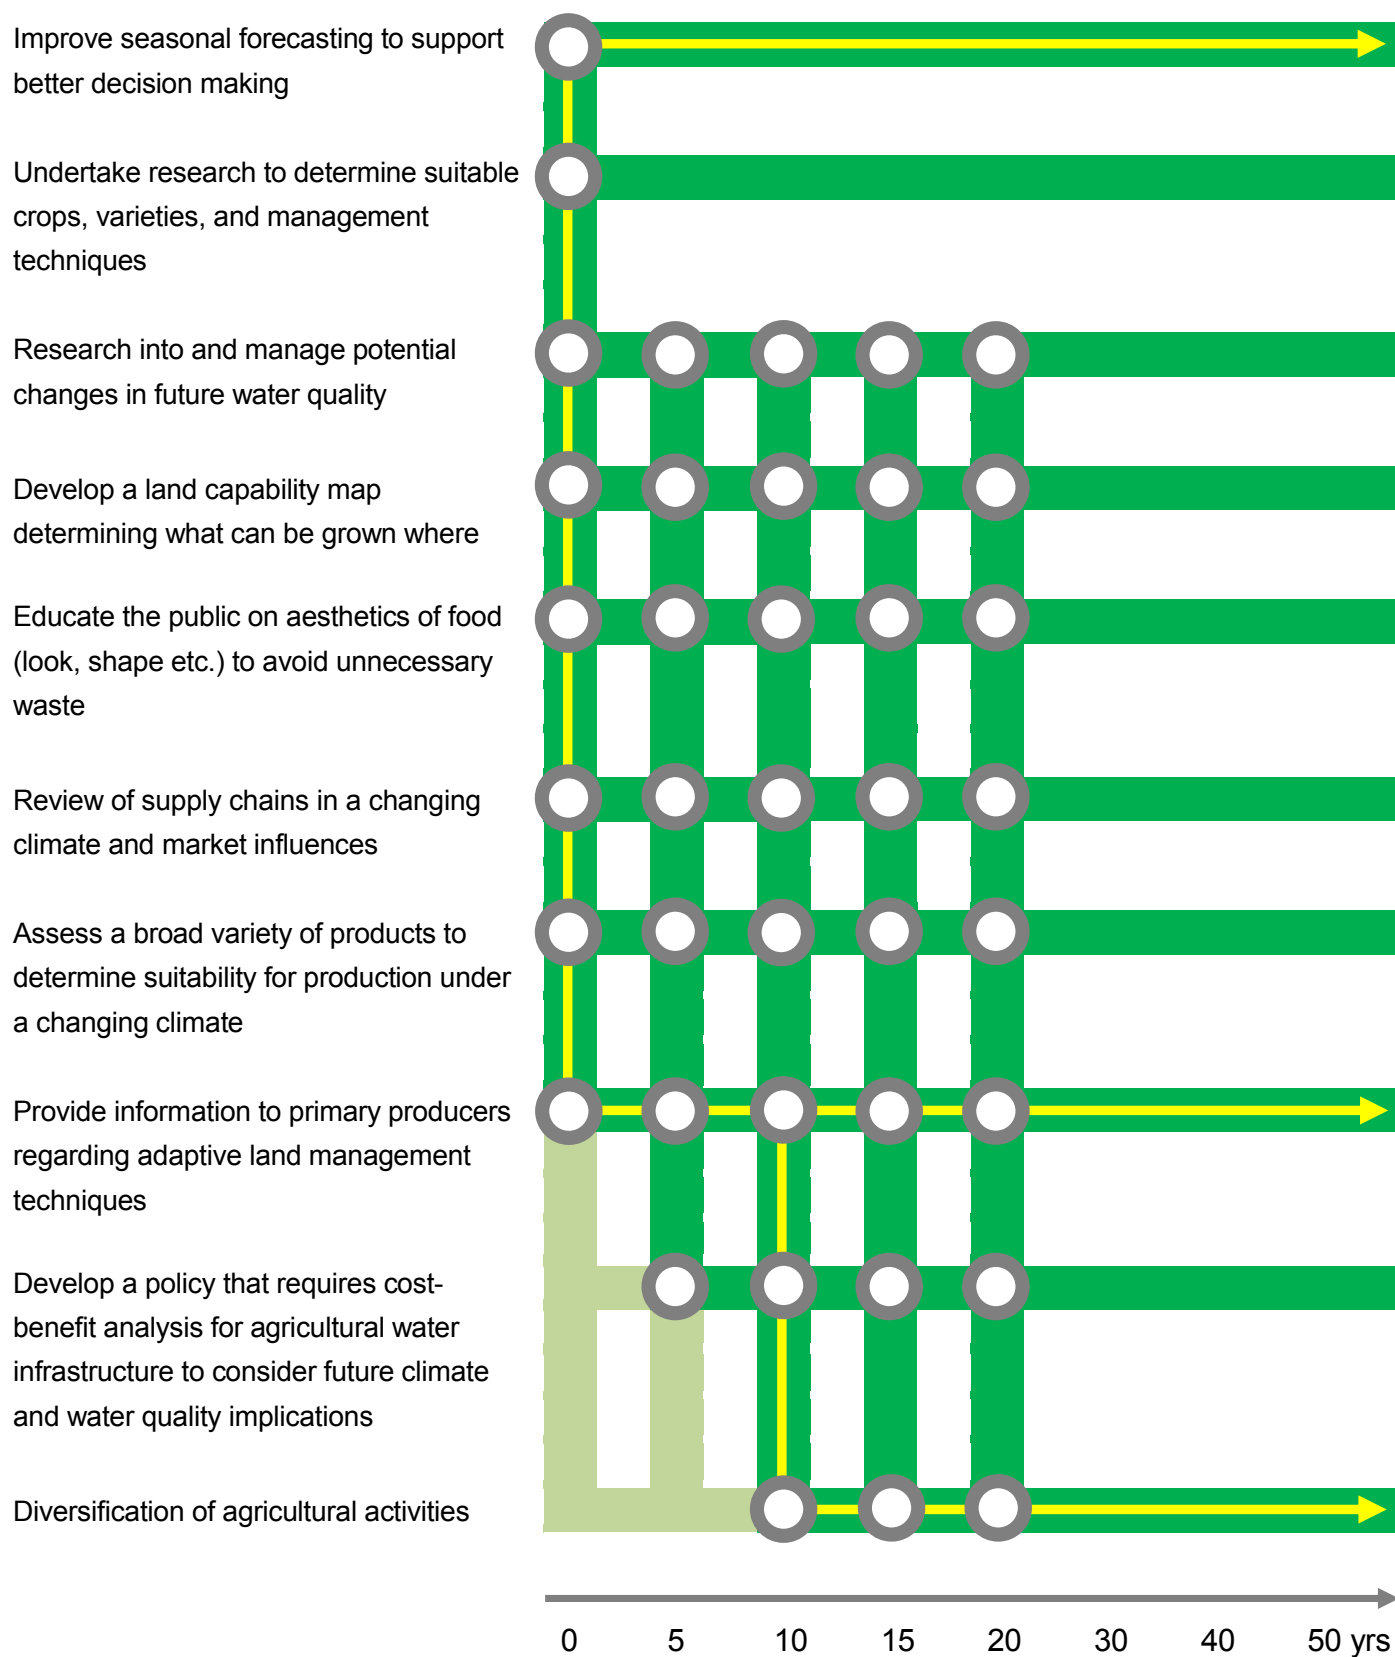 Improve seasonal forecasting to support
better decision making
Undertake research to determine suitable
crops, varieties, and management
techniques
Research into and manage potential
changes in future water quality
Develop a land capability map
determining what can be grown where
Educate the public on aesthetics of food
(look, shape etc.) to avoid unnecessary
waste
Review of supply chains in a changing
climate and market influences
Assess a broad variety of products to
determine suitability for production under
a changing climate
Provide information to primary producers
regarding adaptive land management
techniques
Develop a policy that requires cost-
benefit analysis for agricultural water
infrastructure to consider future climate
and water quality implications
Diversification of agricultural activities
0 5 10 15 20 30 40 50 yrs